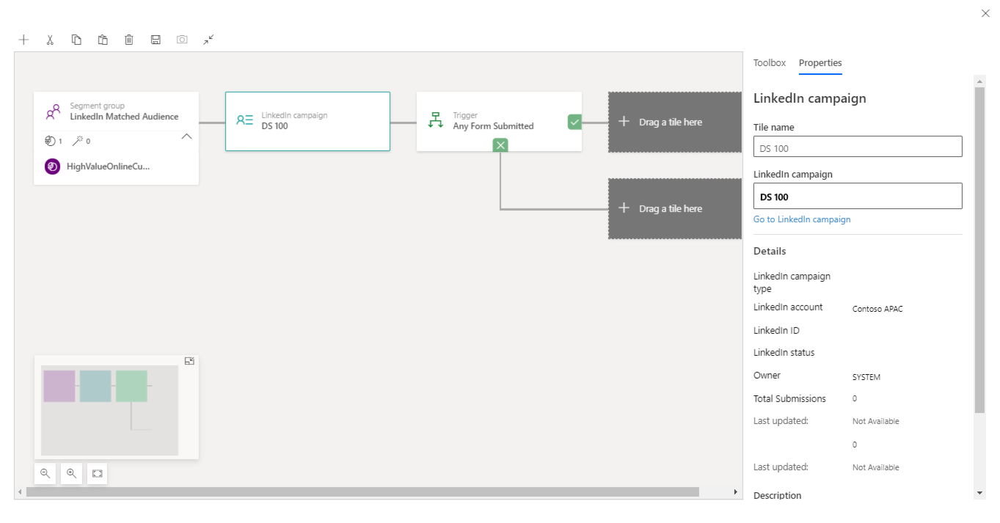 Segment group
LinkedIn Matched Audience
1 0
HighValueOnlineCu...
LinkedIn campaign
DS 100
Trigger
Any Form Submitted
Drag a tile here
Drag a tile here
Toolbox Properties
LinkedIn campaign
Tile name
DS 100
LinkedIn campaign
DS 100
Go to LinkedIn campaign
Details
LinkedIn campaign
type
LinkedIn account Contoso APAC
LinkedIn ID
LinkedIn status
Owner SYSTEM
Total Submissions 0
Last updated: Not Available
0
Last updated: Not Available
Description